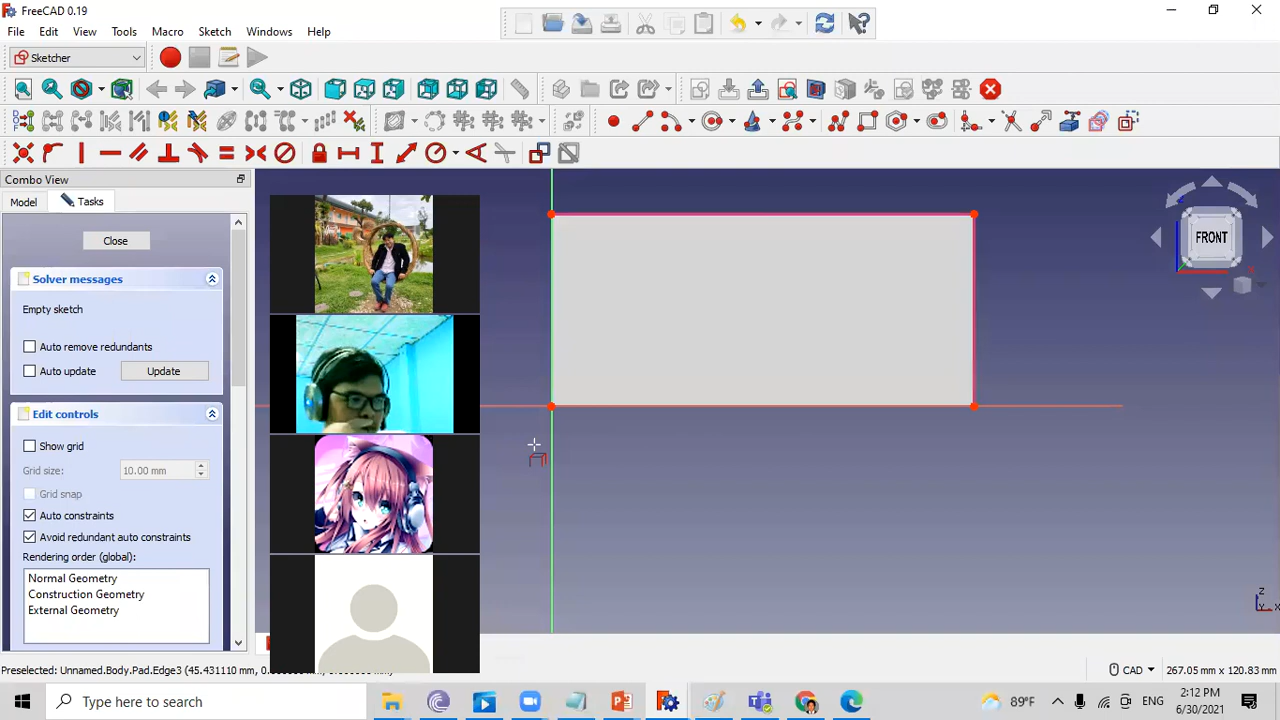 FreeCAD 0.19
File Edit View Tools Macro Sketch Windows Help
Sketcher
Combo View
Model Tasks
Close
Solver messages
Empty sketch
Auto remove redundants
Auto update Update
Edit controls
Show grid
Grid size: 10.00 mm
Grid snap
Auto constraints
Avoid redundant auto constraints
Rendering order (global):
Normal Geometry
Construction Geometry
External Geometry
FRONT
Z
Y X
Preselected: Unnamed.Body.Pad.Edge3 (45.431110 mm, 0.
CAD 267.05 mm x 120.83 mm
Type here to search
89°F ENG 2:12 PM
6/30/2021